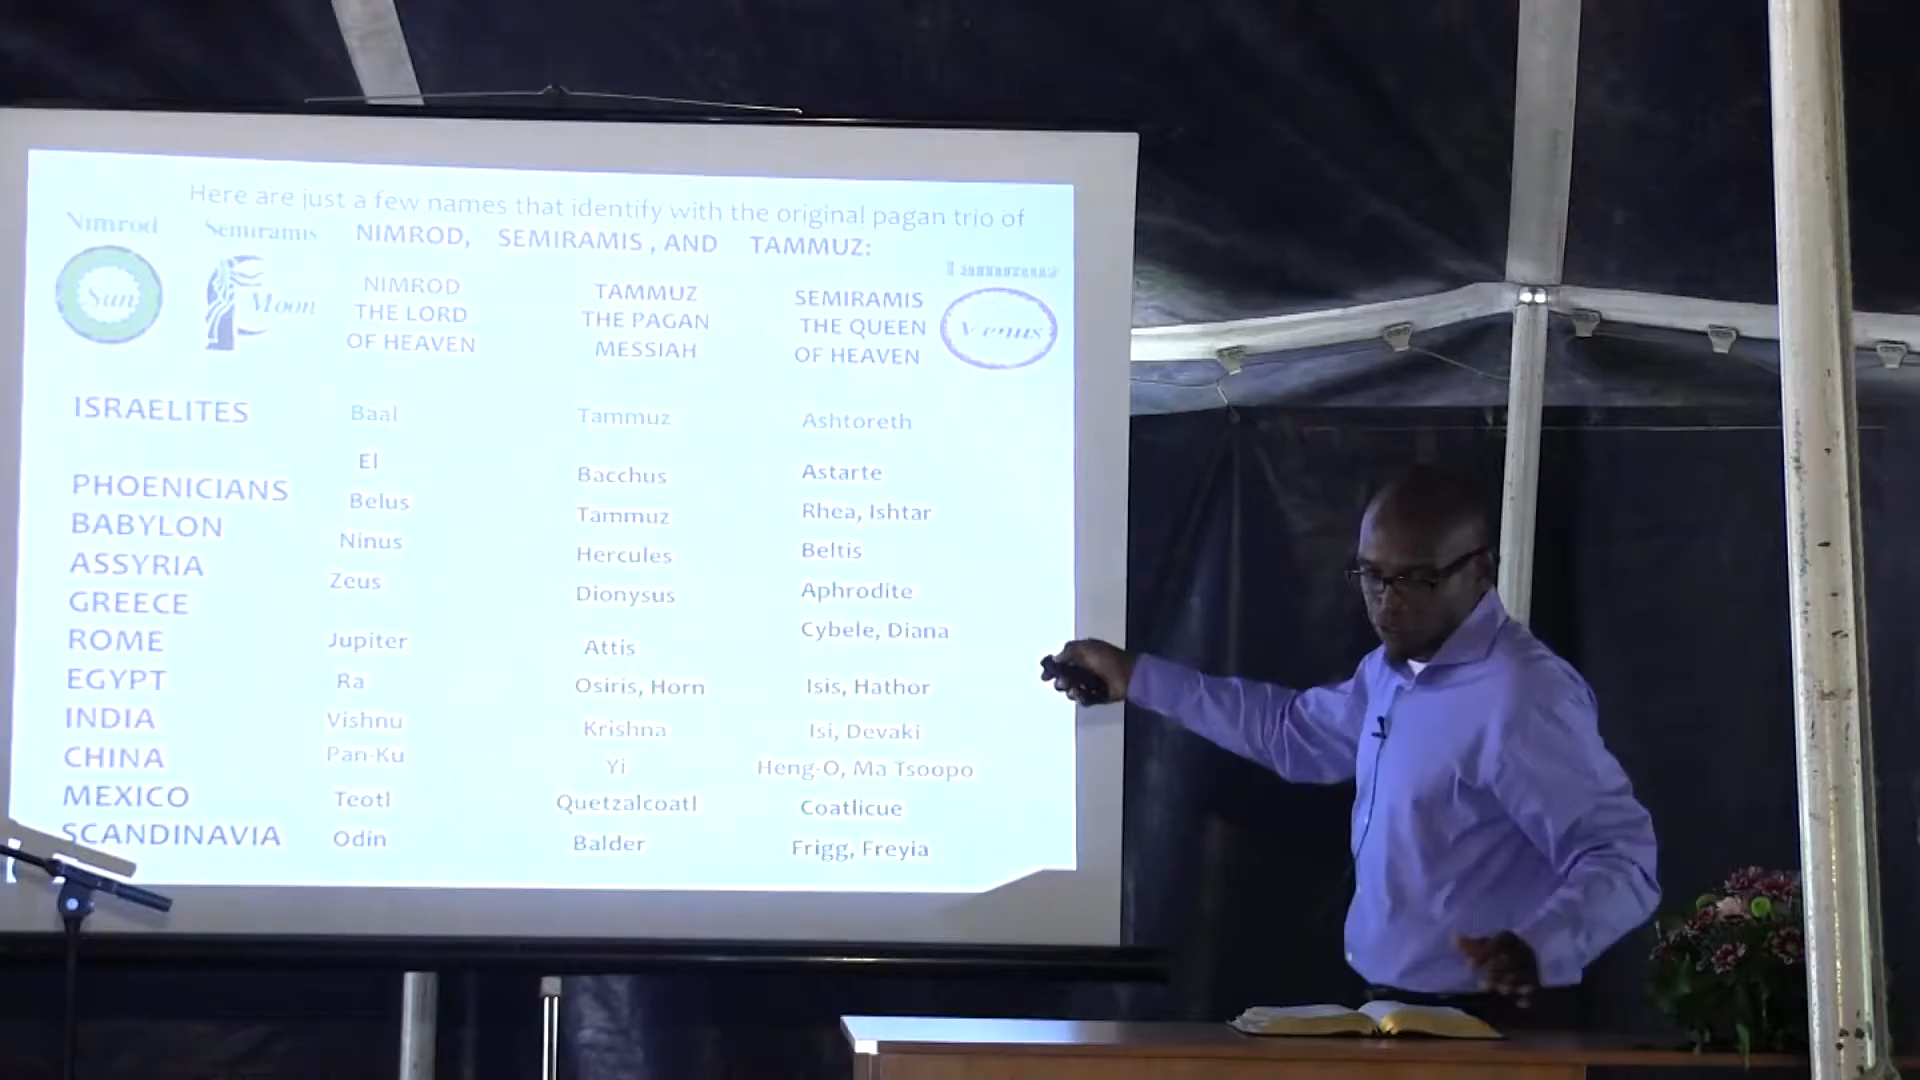 Here are just a few names that identify with the original pagan trio of
Nimrod Semiramis NIMROD, SEMIRAMIS , AND TAMMUZ:
Tammuz
Sun Moon Venus
NIMROD TAMMUZ SEMIRAMIS
THE LORD THE PAGAN THE QUEEN
OF HEAVEN MESSIAH OF HEAVEN
ISRAELITES Baal Tammuz Ashtoreth
PHOENICIANS El Bacchus Astarte
BABYLON Belus Tammuz Rhea, Ishtar
ASSYRIA Ninus Hercules Beltis
GREECE Zeus Dionysus Aphrodite
ROME Jupiter Attis Cybele, Diana
EGYPT Ra Osiris, Horn Isis, Hathor
INDIA Vishnu Krishna Isi, Devaki
CHINA Pan-Ku Yi Heng-O, Ma Tsoopo
MEXICO Teotl Quetzalcoatl Coatlicue
SCANDINAVIA Odin Balder Frigg, Freyia